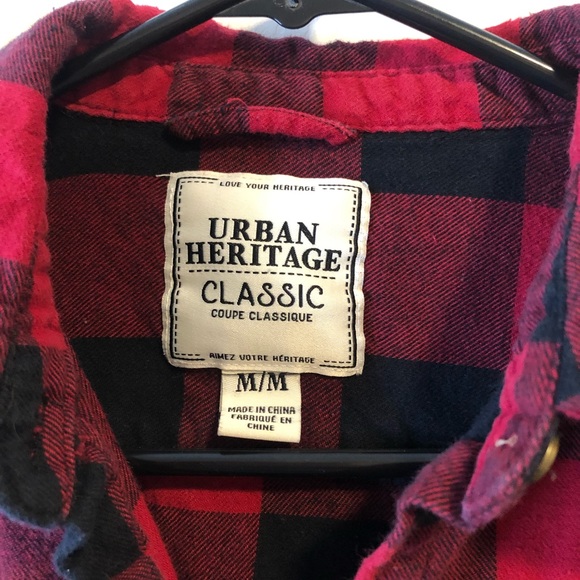 LOVE YOUR HERITAGE
URBAN
HERITAGE
CLASSIC
COUPE CLASSIQUE
AIMEZ VOTRE HÉRITAGE
M/M
MADE IN CHINA
FABRIQUÉ EN
CHINE